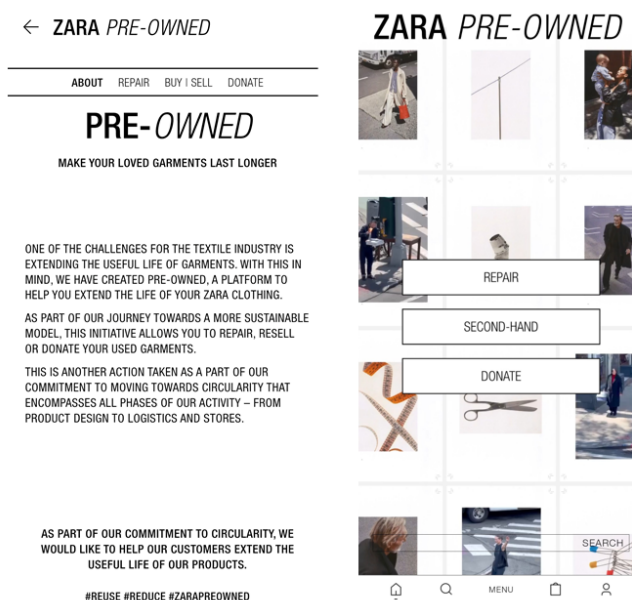 ZARA PRE-OWNED
ABOUT REPAIR BUY | SELL DONATE
PRE-OWNED
MAKE YOUR LOVED GARMENTS LAST LONGER
ONE OF THE CHALLENGES FOR THE TEXTILE INDUSTRY IS
EXTENDING THE USEFUL LIFE OF GARMENTS. WITH THIS IN
MIND, WE HAVE CREATED PRE-OWNED, A PLATFORM TO
HELP YOU EXTEND THE LIFE OF YOUR ZARA CLOTHING.
AS PART OF OUR JOURNEY TOWARDS A MORE SUSTAINABLE
MODEL, THIS INITIATIVE ALLOWS YOU TO REPAIR, RESELL
OR DONATE YOUR USED GARMENTS.
THIS IS ANOTHER ACTION TAKEN AS A PART OF OUR
COMMITMENT TO MOVING TOWARDS CIRCULARITY THAT
ENCOMPASSES ALL PHASES OF OUR ACTIVITY – FROM
PRODUCT DESIGN TO LOGISTICS AND STORES.
AS PART OF OUR COMMITMENT TO CIRCULARITY, WE
WOULD LIKE TO HELP OUR CUSTOMERS EXTEND THE
USEFUL LIFE OF OUR PRODUCTS.
#REUSE #REDUCE #ZARAPREOWNED
ZARA PRE-OWNED
REPAIR
SECOND-HAND
DONATE
SEARCH
MENU